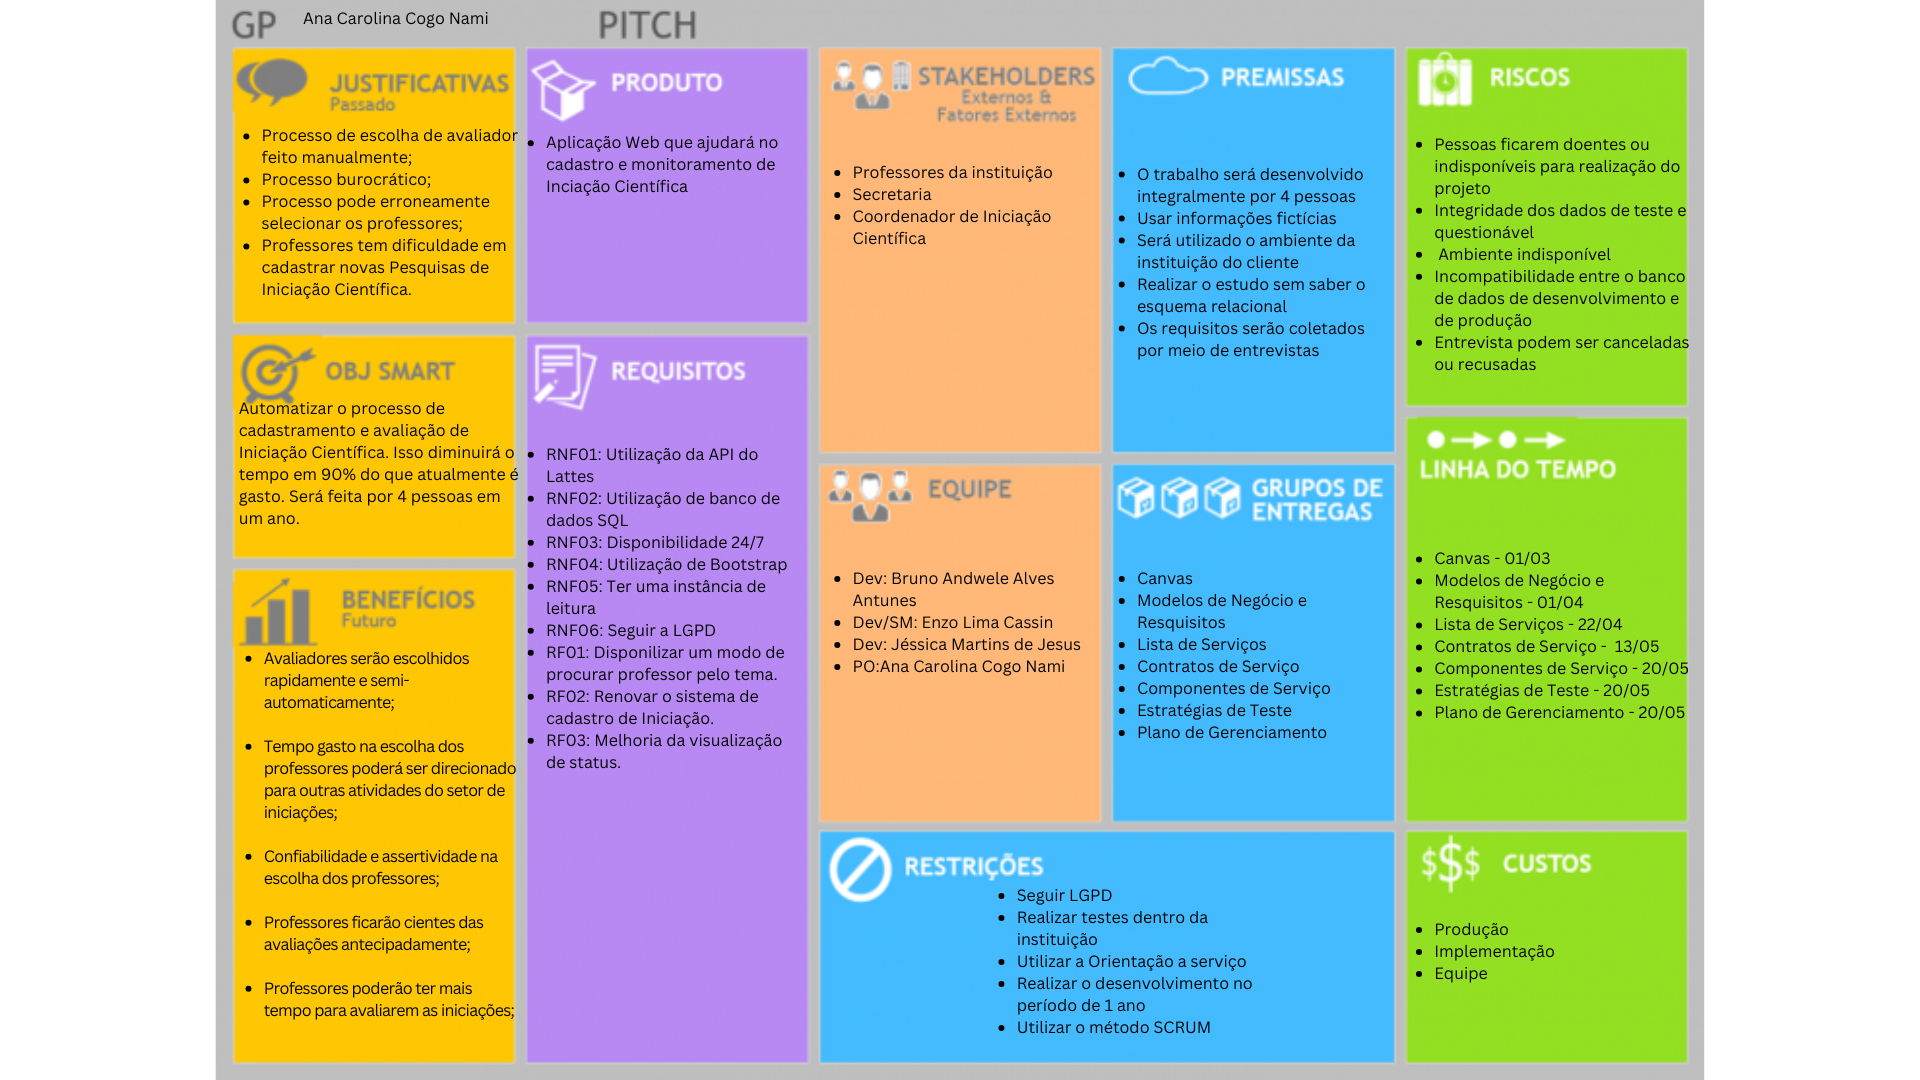 GP
Ana Carolina Cogo Nami
PITCH
JUSTIFICATIVAS
Passado
• Processo de escolha de avaliador
feito manualmente;
• Processo burocrático;
• Processo pode erroneamente
selecionar os professores;
• Professores tem dificuldade em
cadastrar novas Pesquisas de
Iniciação Científica.
OBJ SMART
Automatizar o processo de
cadastramento e avaliação de
Iniciação Científica. Isso diminuirá o
tempo em 90% do que atualmente é
gasto. Será feita por 4 pessoas em
um ano.
BENEFÍCIOS
Futuro
• Avaliadores serão escolhidos
rapidamente e semi-
automaticamente;
• Tempo gasto na escolha dos
professores poderá ser direcionado
para outras atividades do setor de
iniciações;
• Confiabilidade e assertividade na
escolha dos professores;
• Professores ficarão cientes das
avaliações antecipadamente;
• Professores poderão ter mais
tempo para avaliarem as iniciações;
PRODUTO
• Aplicação Web que ajudará no
cadastro e monitoramento de
Inciação Científica
REQUISITOS
• RNF01: Utilização da API do
Lattes
• RNF02: Utilização de banco de
dados SQL
• RNF03: Disponibilidade 24/7
• RNF04: Utilização de Bootstrap
• RNF05: Ter uma instância de
leitura
• RNF06: Seguir a LGPD
• RF01: Disponilizar um modo de
procurar professor pelo tema.
• RF02: Renovar o sistema de
cadastro de Iniciação.
• RF03: Melhoria da visualização
de status.
STAKEHOLDERS
Externos &
Fatores Externos
• Professores da instituição
• Secretaria
• Coordenador de Iniciação
Científica
EQUIPE
• Dev: Bruno Andwele Alves
Antunes
• Dev/SM: Enzo Lima Cassin
• Dev: Jéssica Martins de Jesus
• PO:Ana Carolina Cogo Nami
PREMISSAS
• O trabalho será desenvolvido
integralmente por 4 pessoas
• Usar informações fictícias
• Será utilizado o ambiente da
instituição do cliente
• Realizar o estudo sem saber o
esquema relacional
• Os requisitos serão coletados
por meio de entrevistas
GRUPOS DE
ENTREGAS
• Canvas
• Modelos de Negócio e
Resquisitos
• Lista de Serviços
• Contratos de Serviço
• Componentes de Serviço
• Estratégias de Teste
• Plano de Gerenciamento
RESTRIÇÕES
• Seguir LGPD
• Realizar testes dentro da
instituição
• Utilizar a Orientação a serviço
• Realizar o desenvolvimento no
período de 1 ano
• Utilizar o método SCRUM
RISCOS
• Pessoas ficarem doentes ou
indisponíveis para realização do
projeto
• Integridade dos dados de teste e
questionável
• Ambiente indisponível
• Incompatibilidade entre o banco
de dados de desenvolvimento e
de produção
• Entrevista podem ser canceladas
ou recusadas
LINHA DO TEMPO
• Canvas - 01/03
• Modelos de Negócio e
Resquisitos - 01/04
• Lista de Serviços - 22/04
• Contratos de Serviço - 13/05
• Componentes de Serviço - 20/05
• Estratégias de Teste - 20/05
• Plano de Gerenciamento - 20/05
$$$ CUSTOS
• Produção
• Implementação
• Equipe